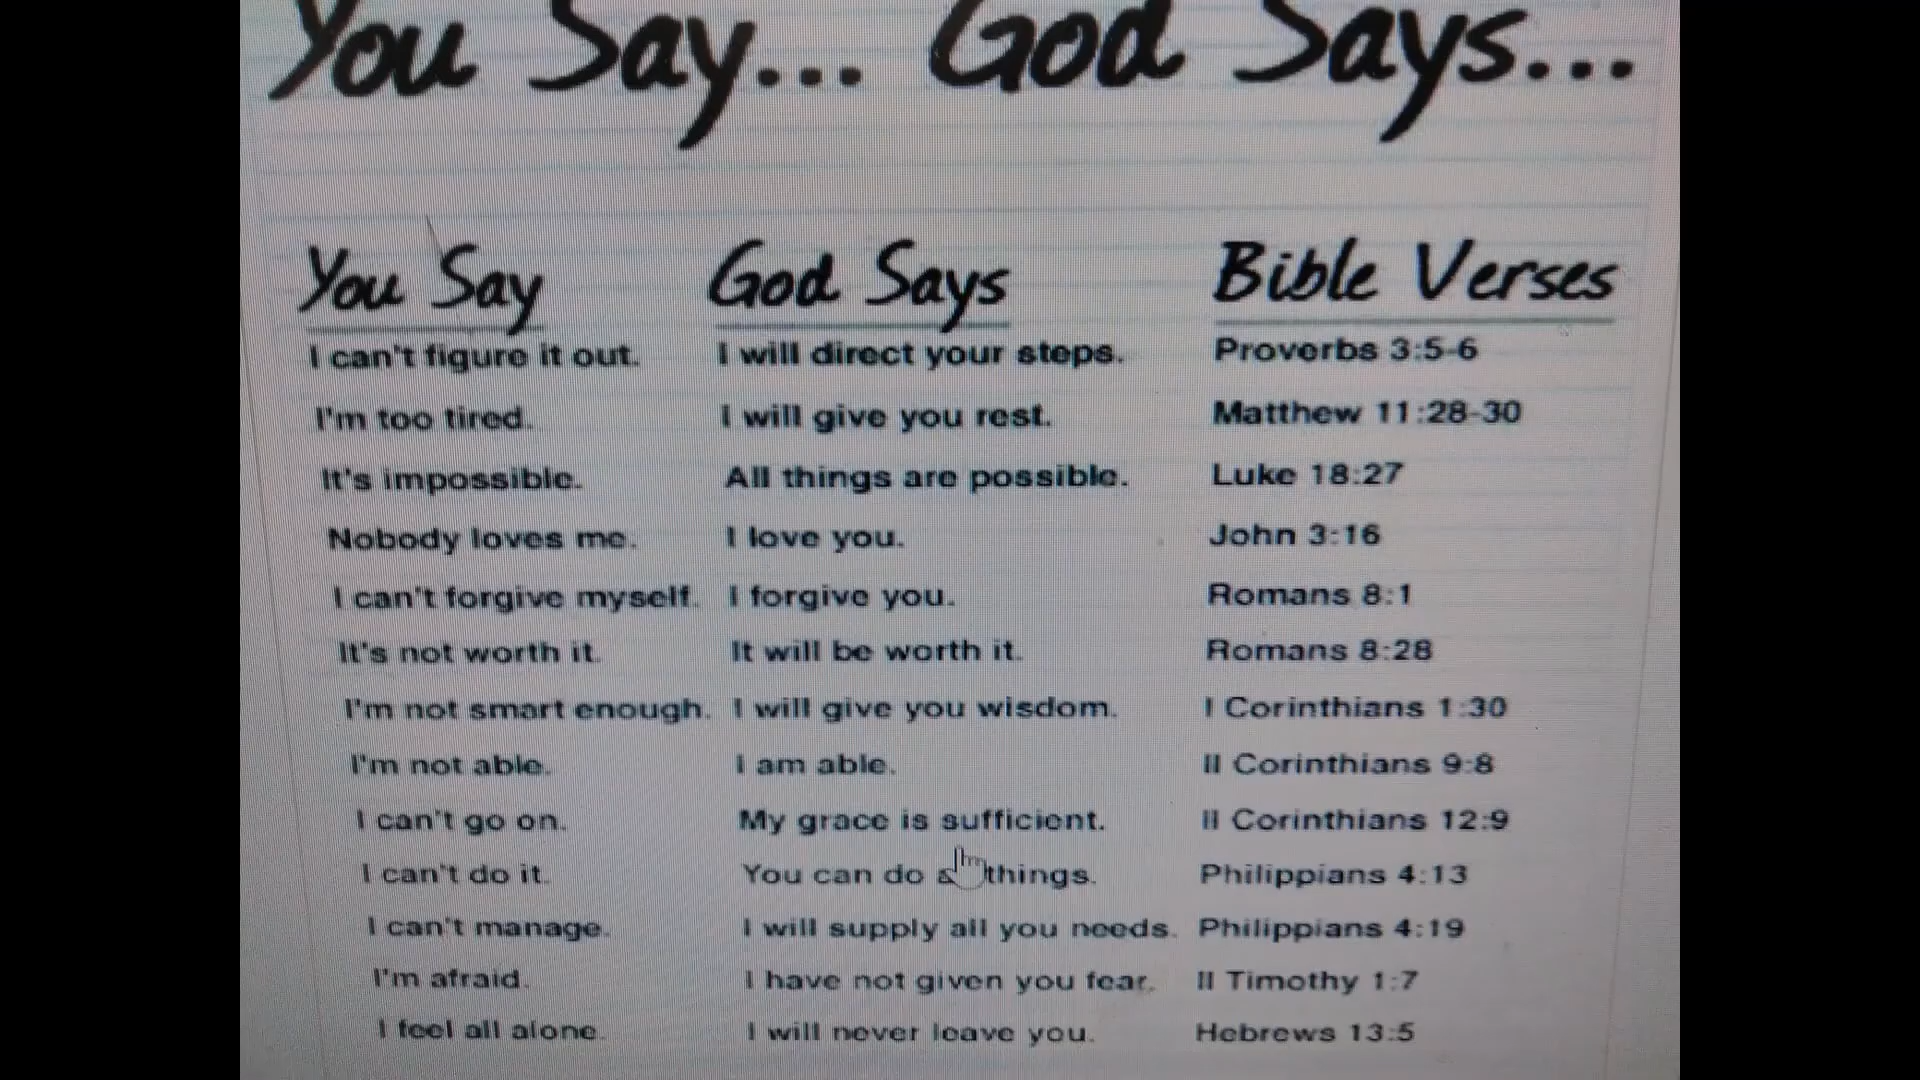 You Say... God Says...
You Say God Says Bible Verses
I can't figure it out. I will direct your steps. Proverbs 3:5-6
I'm too tired. I will give you rest. Matthew 11:28-30
It's impossible. All things are possible. Luke 18:27
Nobody loves me. I love you. John 3:16
I can't forgive myself. I forgive you. Romans 8:1
It's not worth it. It will be worth it. Romans 8:28
I'm not smart enough. I will give you wisdom. I Corinthians 1:30
I'm not able. I am able. II Corinthians 9:8
I can't go on. My grace is sufficient. II Corinthians 12:9
I can't do it. You can do things. Philippians 4:13
I can't manage. I will supply all you needs. Philippians 4:19
I'm afraid. I have not given you fear. II Timothy 1:7
I feel all alone. I will never leave you. Hebrews 13:5